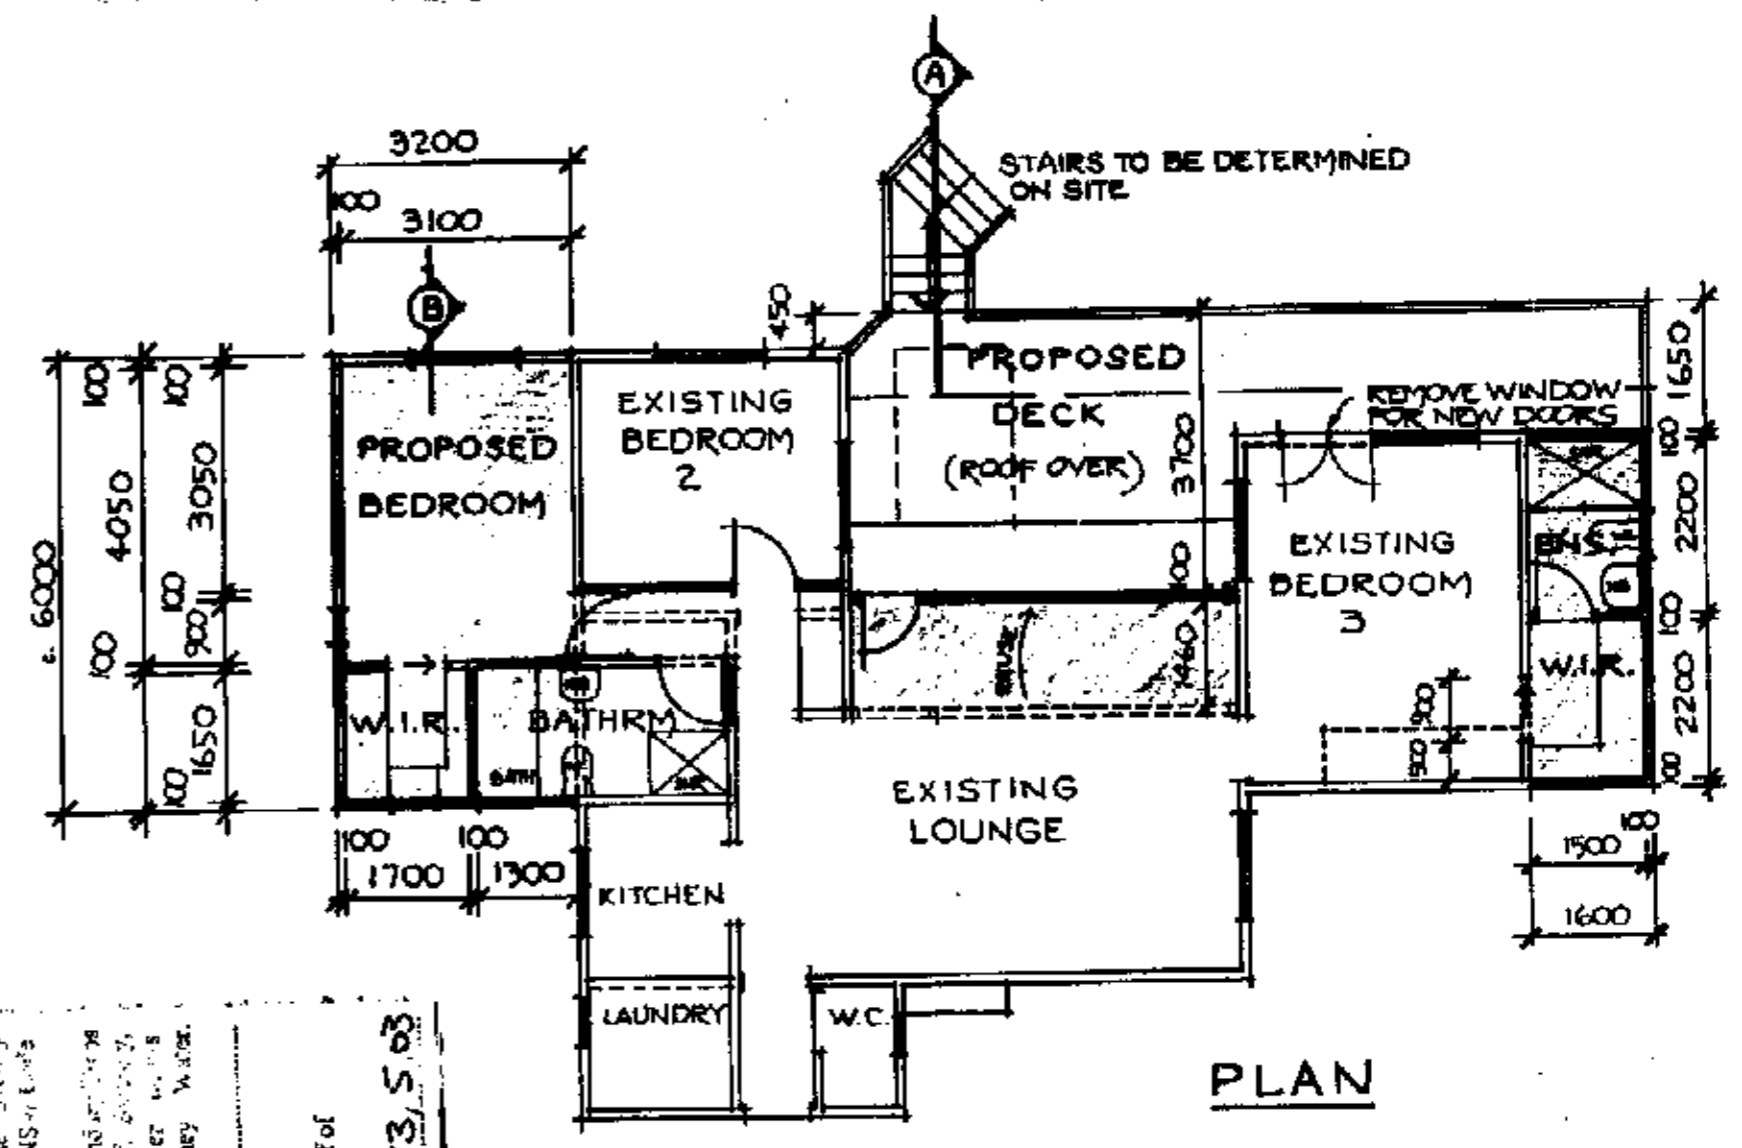 A
3200
STAIRS TO BE DETERMINED
ON SITE
100
3100
B
450
1650
100
100
3050
4050
6000
100
900
100
1650
100
PROPOSED
BEDROOM
EXISTING
BEDROOM
2
PROPOSED
DECK
(ROOF OVER)
3700
REMOVE WINDOW
FOR NEW DOORS
100
2200
ENS.
EXISTING
BEDROOM
3
100
W.I.R.
2200
100
900
W.I.R.
BATHRM
BATH
EXISTING
LOUNGE
100
100
1700
1300
KITCHEN
100
1500
1600
LAUNDRY
W.C.
PLAN
Water.
of